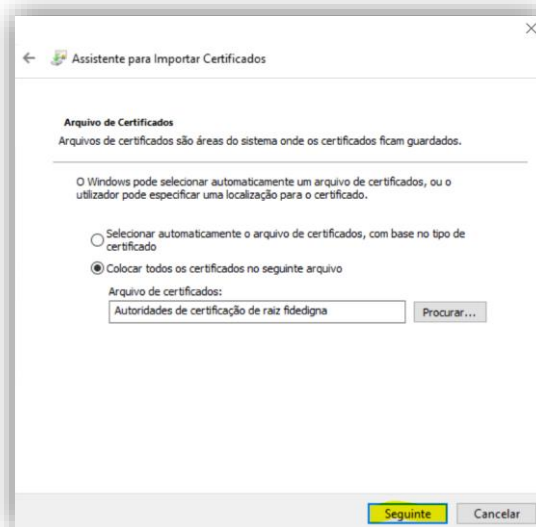 Assistente para Importar Certificados
Arquivo de Certificados
Arquivos de certificados são áreas do sistema onde os certificados ficam guardados.
O Windows pode selecionar automaticamente um arquivo de certificados, ou o
utilizador pode especificar uma localização para o certificado.
Selecionar automaticamente o arquivo de certificados, com base no tipo de
certificado
Colocar todos os certificados no seguinte arquivo
Arquivo de certificados:
Autoridades de certificação de raiz fidedigna
Procurar...
Seguinte
Cancelar